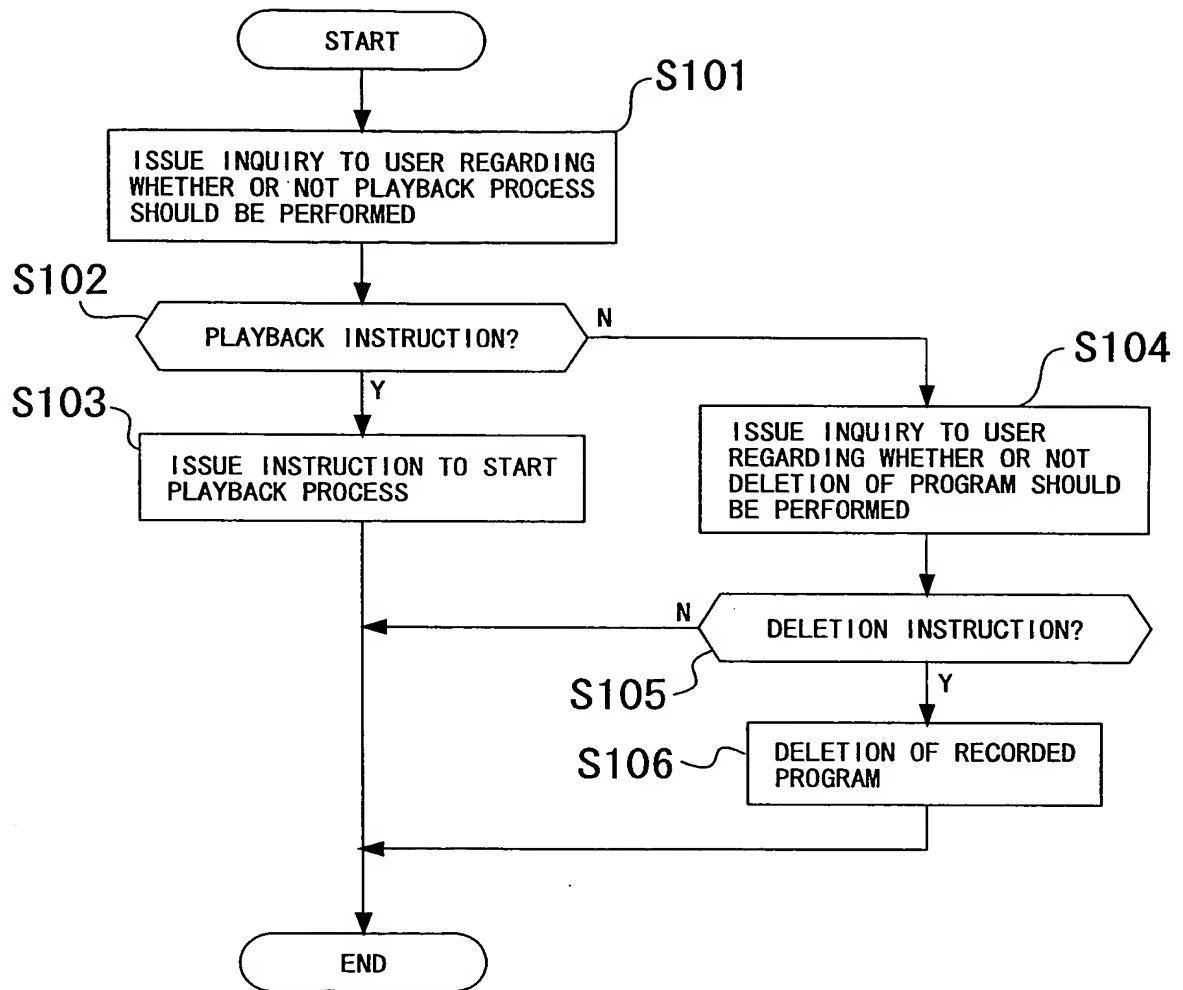 START
S101
ISSUE INQUIRY TO USER REGARDING
WHETHER OR NOT PLAYBACK PROCESS
SHOULD BE PERFORMED
S102
PLAYBACK INSTRUCTION?
N
Y
S103
ISSUE INSTRUCTION TO START
PLAYBACK PROCESS
S104
ISSUE INQUIRY TO USER
REGARDING WHETHER OR NOT
DELETION OF PROGRAM SHOULD
BE PERFORMED
N
DELETION INSTRUCTION?
S105
Y
S106
DELETION OF RECORDED
PROGRAM
END